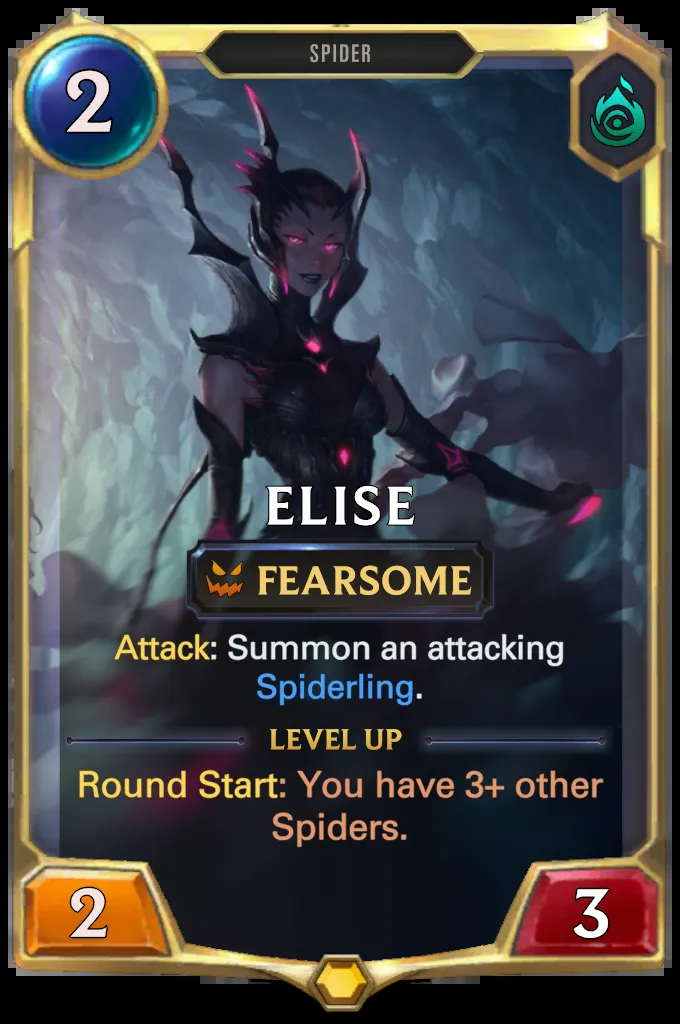 2
SPIDER
ELISE
FEARSOME
Attack: Summon an attacking
Spiderling.
LEVEL UP
Round Start: You have 3+ other
Spiders.
2
3